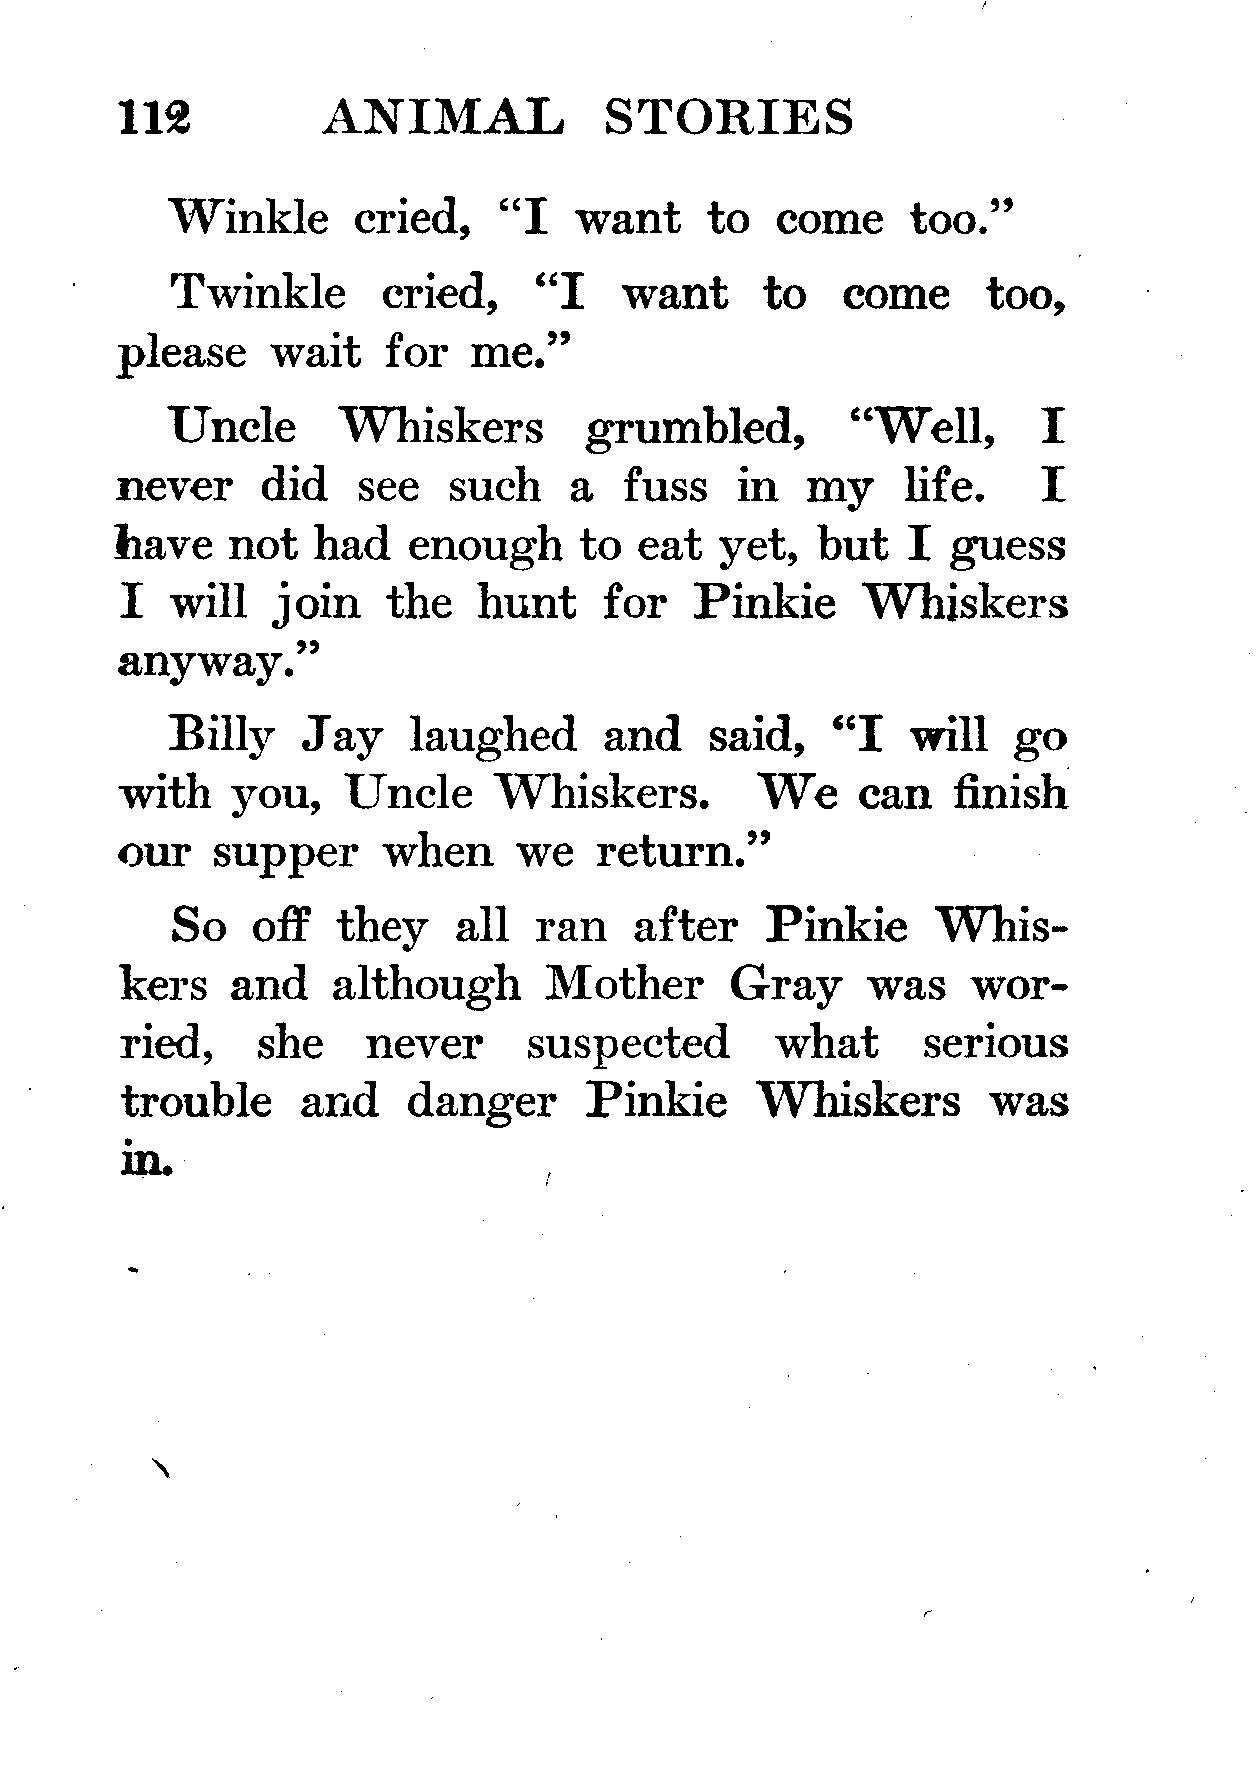 112 ANIMAL STORIES
Winkle cried, “I want to come too.”
Twinkle cried, “I want to come too,
please wait for me.”
Uncle Whiskers grumbled, “Well, I
never did see such a fuss in my life. I
have not had enough to eat yet, but I guess
I will join the hunt for Pinkie Whiskers
anyway.”
Billy Jay laughed and said, “I will go
with you, Uncle Whiskers. We can finish
our supper when we return.”
So off they all ran after Pinkie Whis-
kers and although Mother Gray was wor-
ried, she never suspected what serious
trouble and danger Pinkie Whiskers was
in.